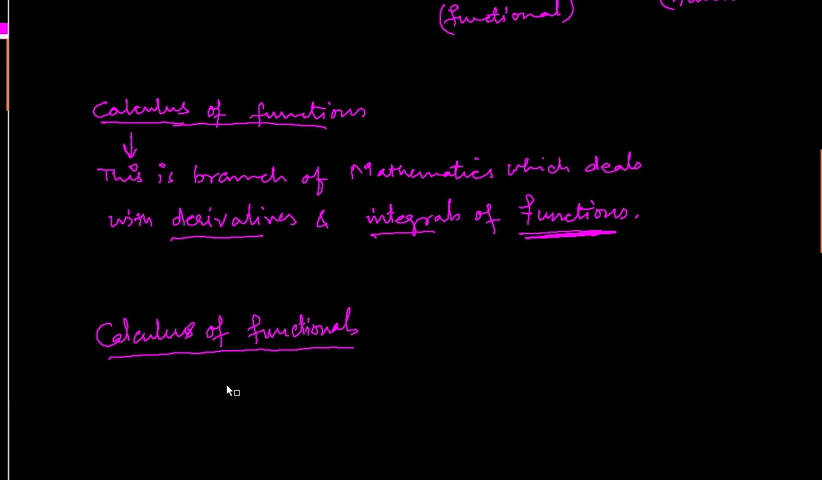 (functional)
Calculus of functions
This is branch of Mathematics which deals
with derivatives & integrals of functions.
Calculus of functionals